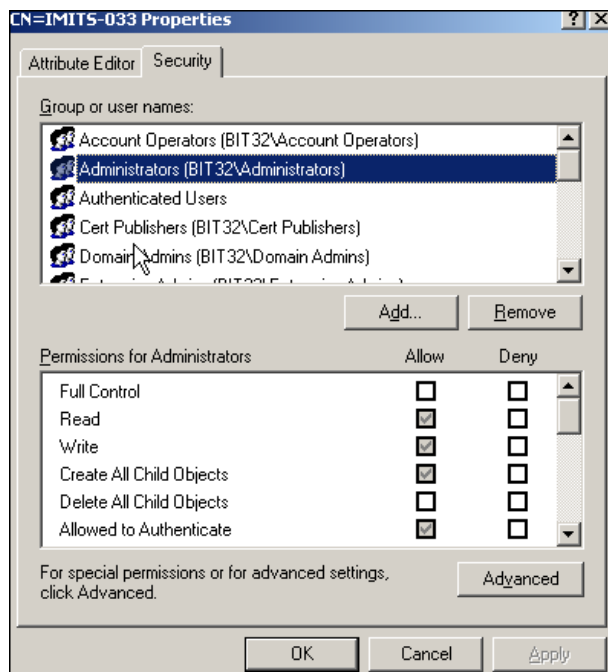 CN=IMITS-033 Properties
Attribute Editor Security
Group or user names:
Account Operators (BIT32\Account Operators)
Administrators (BIT32\Administrators)
Authenticated Users
Cert Publishers (BIT32\Cert Publishers)
Domain Admins (BIT32\Domain Admins)
Add... Remove
Permissions for Administrators Allow Deny
Full Control
Read
Write
Create All Child Objects
Delete All Child Objects
Allowed to Authenticate
For special permissions or for advanced settings,
click Advanced.
Advanced
OK Cancel Apply